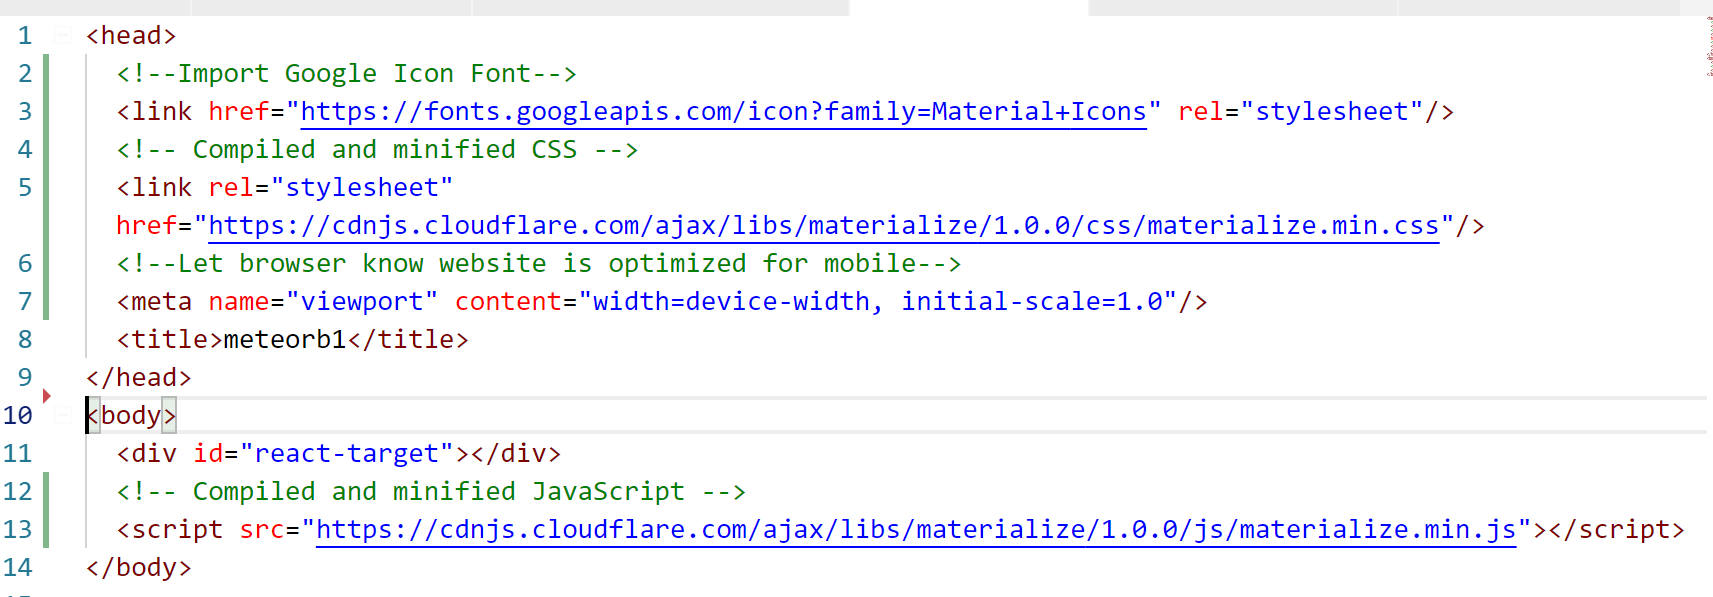 1 <head>
2 <!--Import Google Icon Font-->
3 <link href="https://fonts.googleapis.com/icon?family=Material+Icons" rel="stylesheet"/>
4 <!-- Compiled and minified CSS -->
5 <link rel="stylesheet"
href="https://cdnjs.cloudflare.com/ajax/libs/materialize/1.0.0/css/materialize.min.css"/>
6 <!--Let browser know website is optimized for mobile-->
7 <meta name="viewport" content="width=device-width, initial-scale=1.0"/>
8 <title>meteorb1</title>
9 </head>
10 <body>
11 <div id="react-target"></div>
12 <!-- Compiled and minified JavaScript -->
13 <script src="https://cdnjs.cloudflare.com/ajax/libs/materialize/1.0.0/js/materialize.min.js"></script>
14 </body>